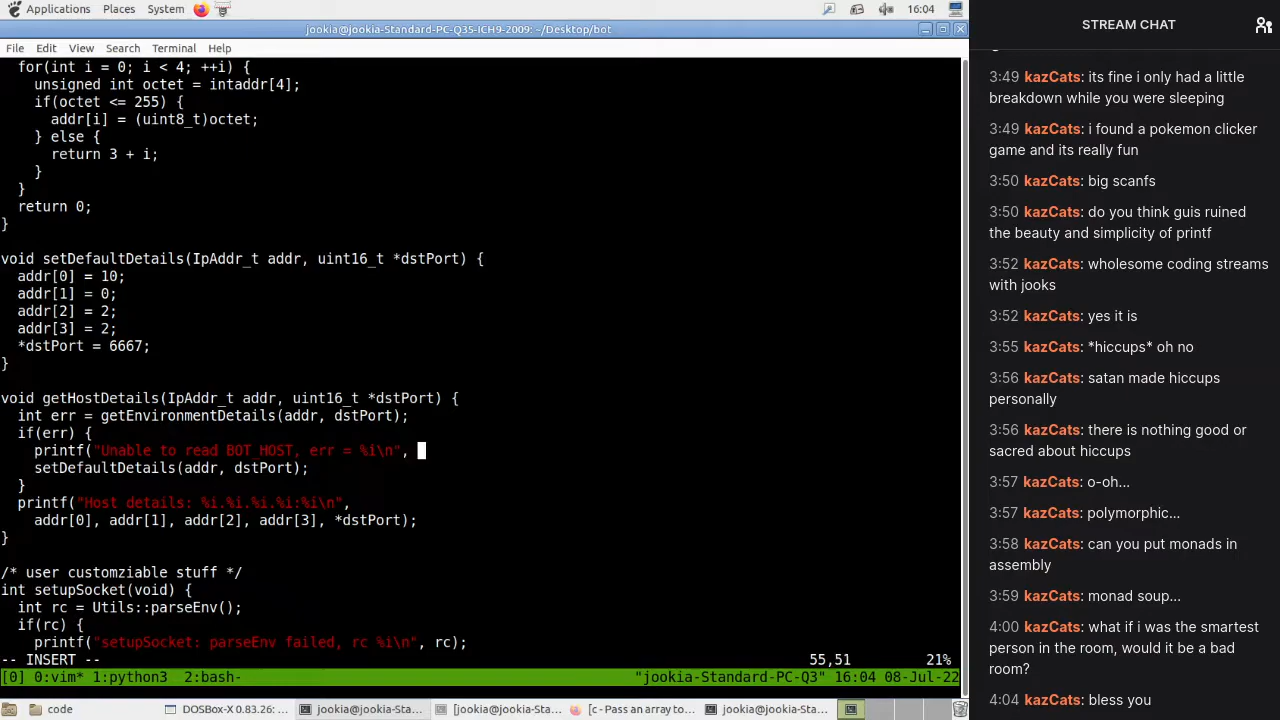 Applications Places System 16:04
jookia@jookia-Standard-PC-Q35-ICH9-2009: ~/Desktop/bot
File Edit View Search Terminal Help
for(int i = 0; i < 4; ++i) {
unsigned int octet = intaddr[4];
if(octet <= 255) {
addr[i] = (uint8_t)octet;
} else {
return 3 + i;
}
}
return 0;
}
void setDefaultDetails(IpAddr_t addr, uint16_t *dstPort) {
addr[0] = 10;
addr[1] = 0;
addr[2] = 2;
addr[3] = 2;
*dstPort = 6667;
}
void getHostDetails(IpAddr_t addr, uint16_t *dstPort) {
int err = getEnvironmentDetails(addr, dstPort);
if(err) {
printf("Unable to read BOT_HOST, err = %i\n",
setDefaultDetails(addr, dstPort);
}
printf("Host details: %i.%i.%i.%i:%i\n",
addr[0], addr[1], addr[2], addr[3], *dstPort);
}
/* user customziable stuff */
int setupSocket(void) {
int rc = Utils::parseEnv();
if(rc) {
printf("setupSocket: parseEnv failed, rc %i\n", rc);
-- INSERT -- 55,51 21%
[0] 0:vim* 1:python3 2:bash- "jookia-Standard-PC-Q3" 16:04 08-Jul-22
code DOSBox-X 0.83.26: ... jookia@jookia-Sta... [jookia@jookia-Sta... [c - Pass an array to... jookia@jookia-Sta...
STREAM CHAT
3:49 kazCats: its fine i only had a little
breakdown while you were sleeping
3:49 kazCats: i found a pokemon clicker
game and its really fun
3:50 kazCats: big scanfs
3:50 kazCats: do you think guis ruined
the beauty and simplicity of printf
3:52 kazCats: wholesome coding streams
with jooks
3:52 kazCats: yes it is
3:55 kazCats: *hiccups* oh no
3:56 kazCats: satan made hiccups
personally
3:56 kazCats: there is nothing good or
sacred about hiccups
3:57 kazCats: o-oh...
3:57 kazCats: polymorphic...
3:58 kazCats: can you put monads in
assembly
3:59 kazCats: monad soup...
4:00 kazCats: what if i was the smartest
person in the room, would it be a bad
room?
4:04 kazCats: bless you